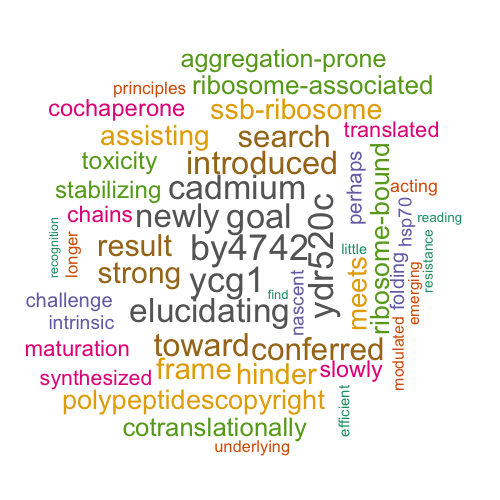 aggregation-prone
principles ribosome-associated
cochaperone ssb-ribosome
assisting search translated
toxicity introduced perhaps
stabilizing cadmium acting
chains newly goal ydr520c ribosome-bound hsp70 reading
recognition longer result by4742 little resistance
strong ycg1 find meets folding emerging
challenge elucidating nascent
intrinsic modulated
maturation toward conferred
synthesized frame hinder slowly
polypeptidescopyright efficient
cotranslationally
underlying